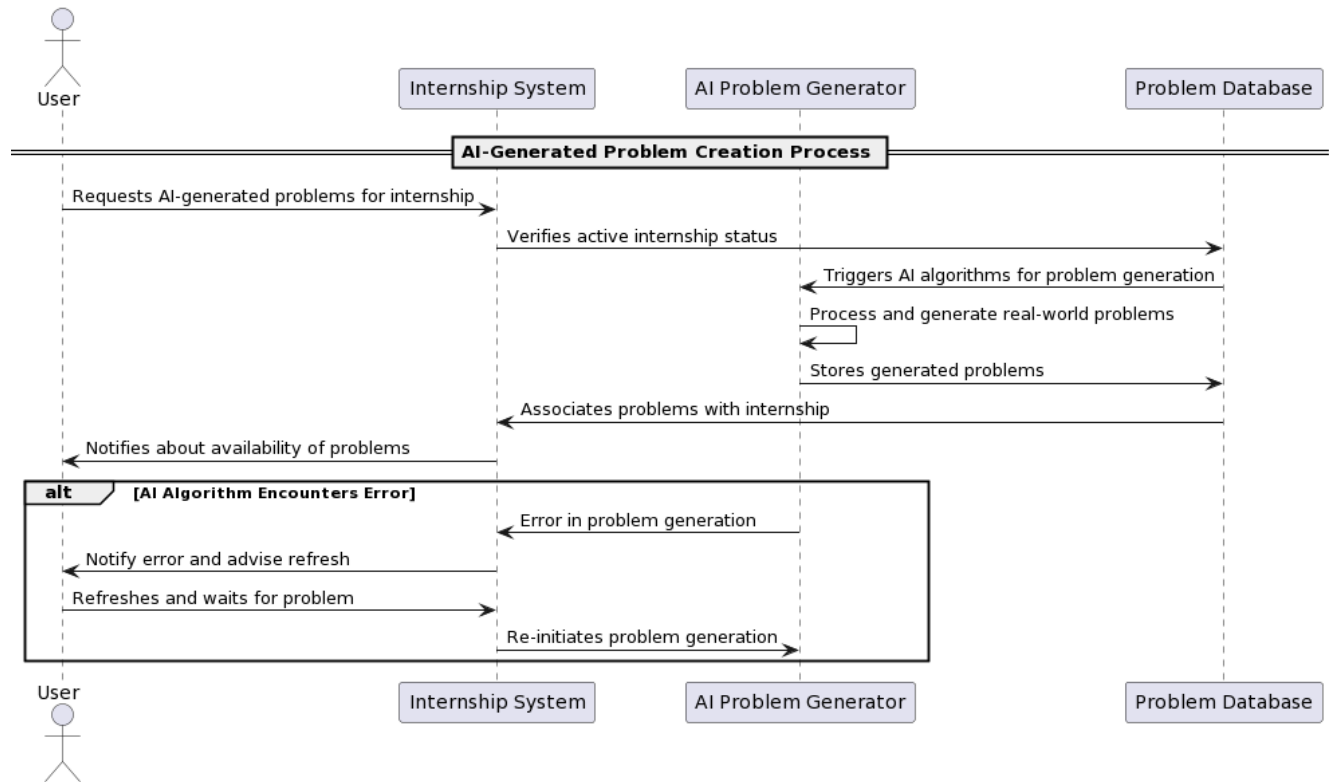 User
Internship System
AI Problem Generator
Problem Database
AI-Generated Problem Creation Process
Requests AI-generated problems for internship
Verifies active internship status
Triggers AI algorithms for problem generation
Process and generate real-world problems
Stores generated problems
Associates problems with internship
Notifies about availability of problems
alt
[AI Algorithm Encounters Error]
Error in problem generation
Notify error and advise refresh
Refreshes and waits for problem
Re-initiates problem generation
User
Internship System
AI Problem Generator
Problem Database